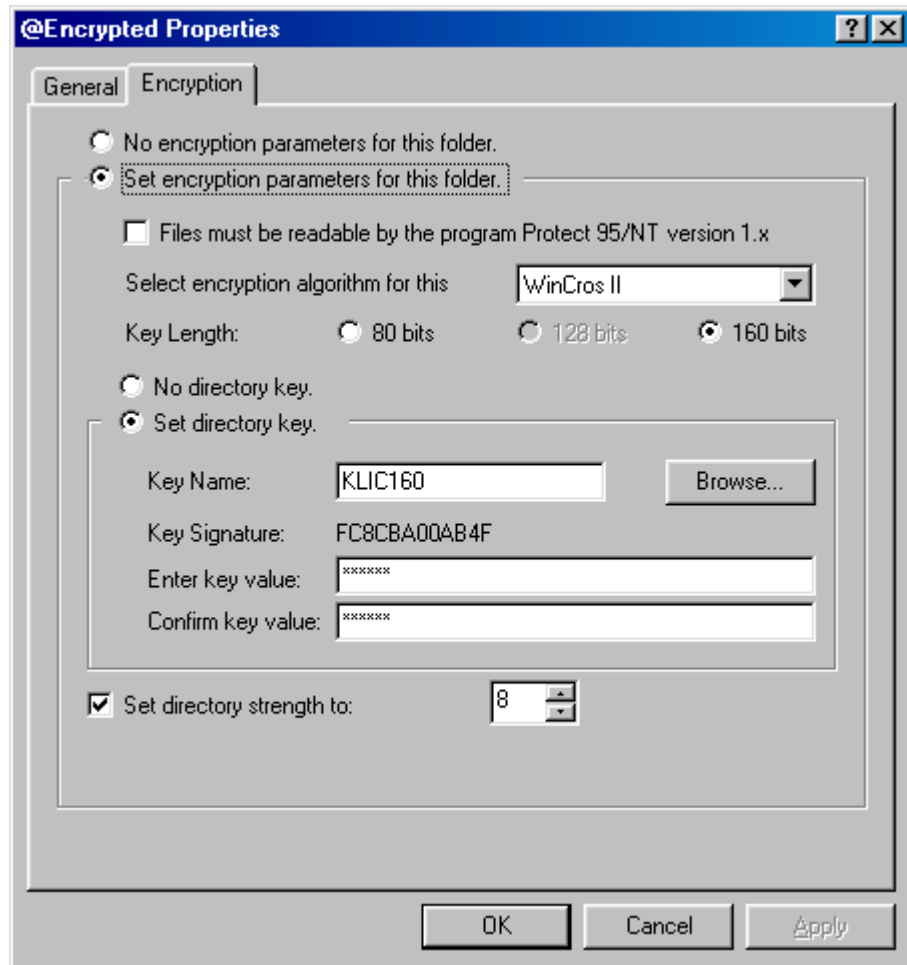 @Encrypted Properties
General Encryption
No encryption parameters for this folder.
Set encryption parameters for this folder.
Files must be readable by the program Protect 95/NT version 1.x
Select encryption algorithm for this WinCros II
Key Length: 80 bits 128 bits 160 bits
No directory key.
Set directory key.
Key Name: KLIC160 Browse...
Key Signature: FC8CBA00AB4F
Enter key value: ******
Confirm key value: ******
Set directory strength to: 8
OK Cancel Apply